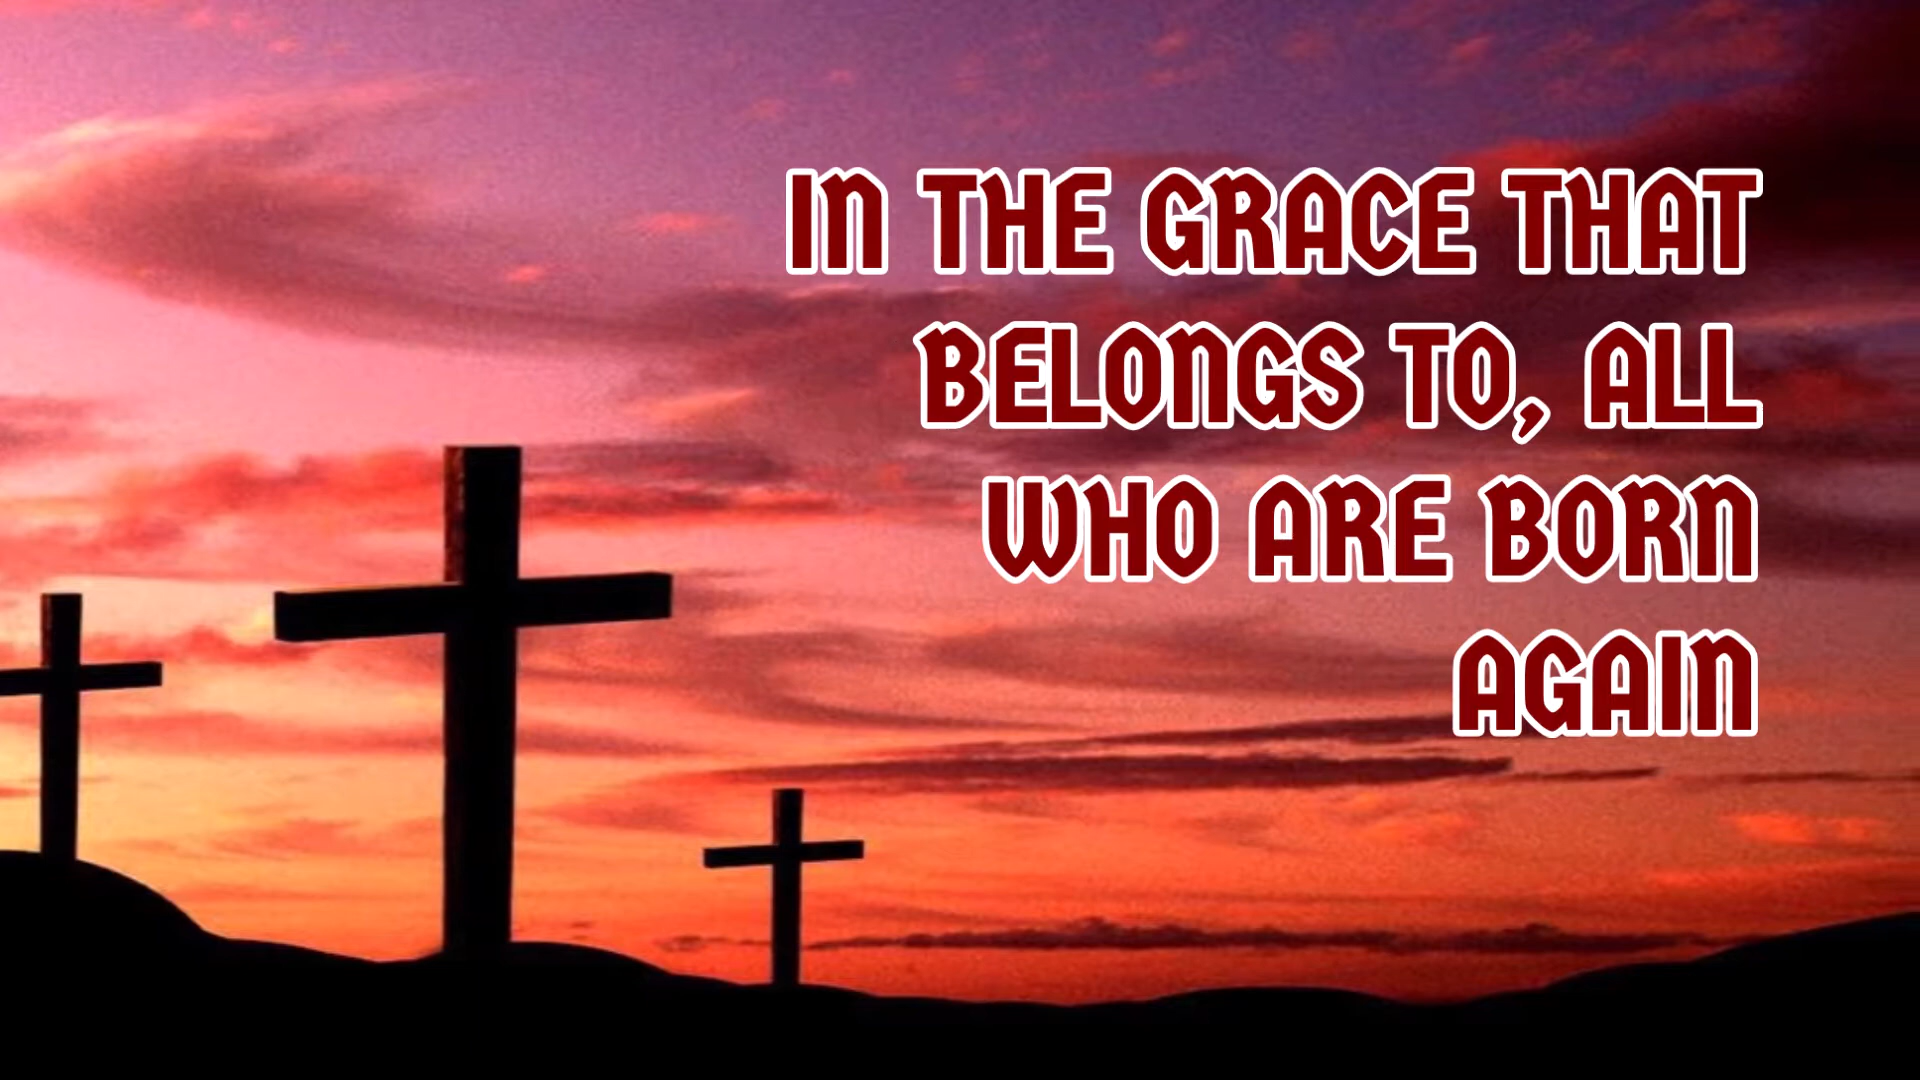 IN THE GRACE THAT
BELONGS TO, ALL
WHO ARE BORN
AGAIN